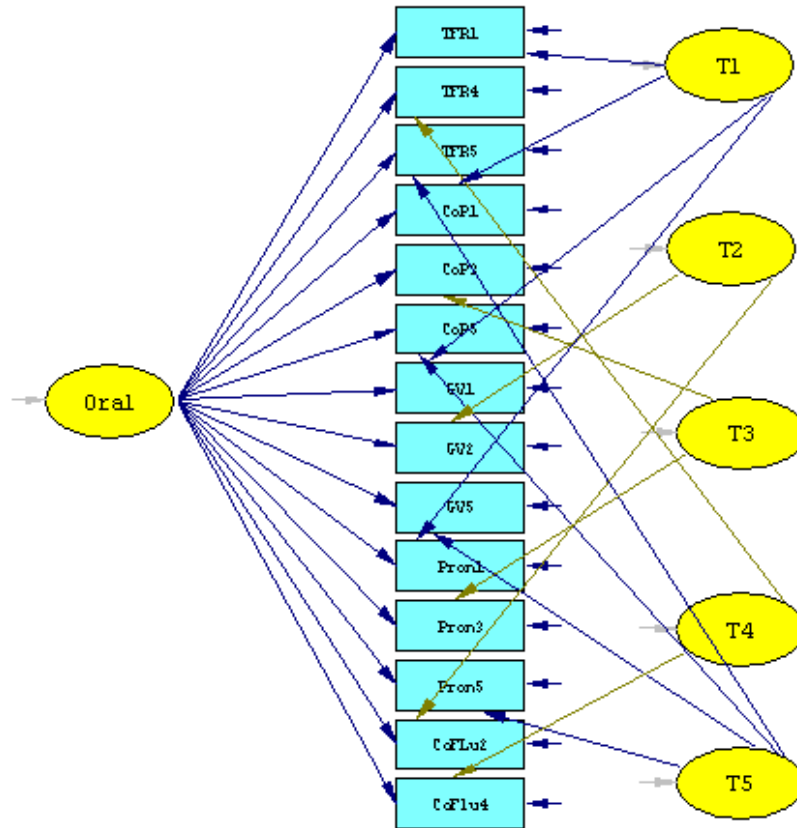 TFR1
TFR4
TFR5
CoP1
CoP3
CoP5
GV1
GV2
GV5
Pron1
Pron3
Pron5
CoFLu2
CoFlu4
Oral
T1
T2
T3
T4
T5